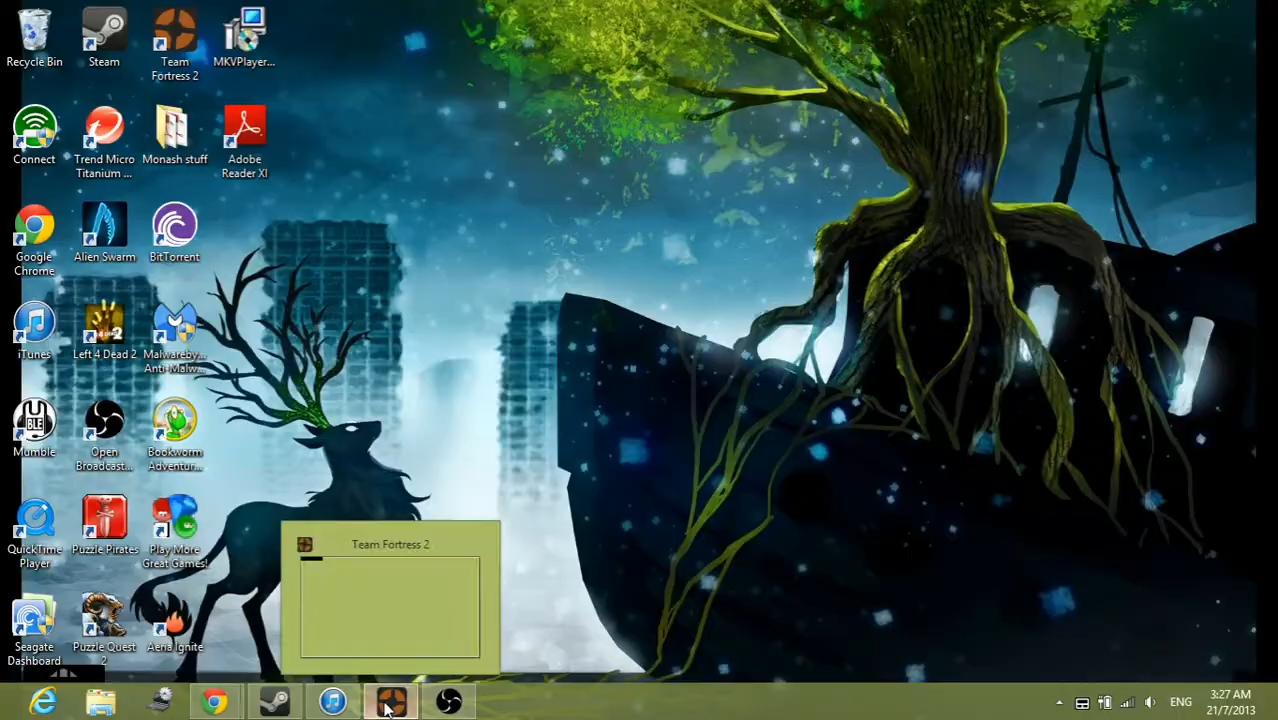 Recycle Bin
Steam
Team
Fortress 2
MKVPlayer...
Connect
Trend Micro
Titanium ...
Monash stuff
Adobe
Reader XI
Google
Chrome
Alien Swarm
BitTorrent
iTunes
Left 4 Dead 2
Malwareby...
Anti-Malw...
Mumble
Open
Broadcast...
Bookworm
Adventur...
QuickTime
Player
Puzzle Pirates
Play More
Great Games!
Seagate
Dashboard
Puzzle Quest
2
Aeria Ignite
BLE
2
Team Fortress 2
ENG
3:27 AM
21/7/2013